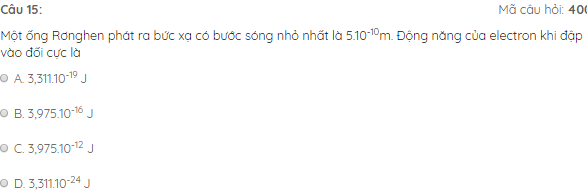 Câu 15: Mã câu hỏi: 400
Một ống Rơnghen phát ra bức xạ có bước sóng nhỏ nhất là 5.10⁻¹⁰m. Động năng của electron khi đập
vào đối cực là
A. 3,311.10⁻¹⁹ J
B. 3,975.10⁻¹⁶ J
C. 3,975.10⁻¹² J
D. 3,311.10⁻²⁴ J